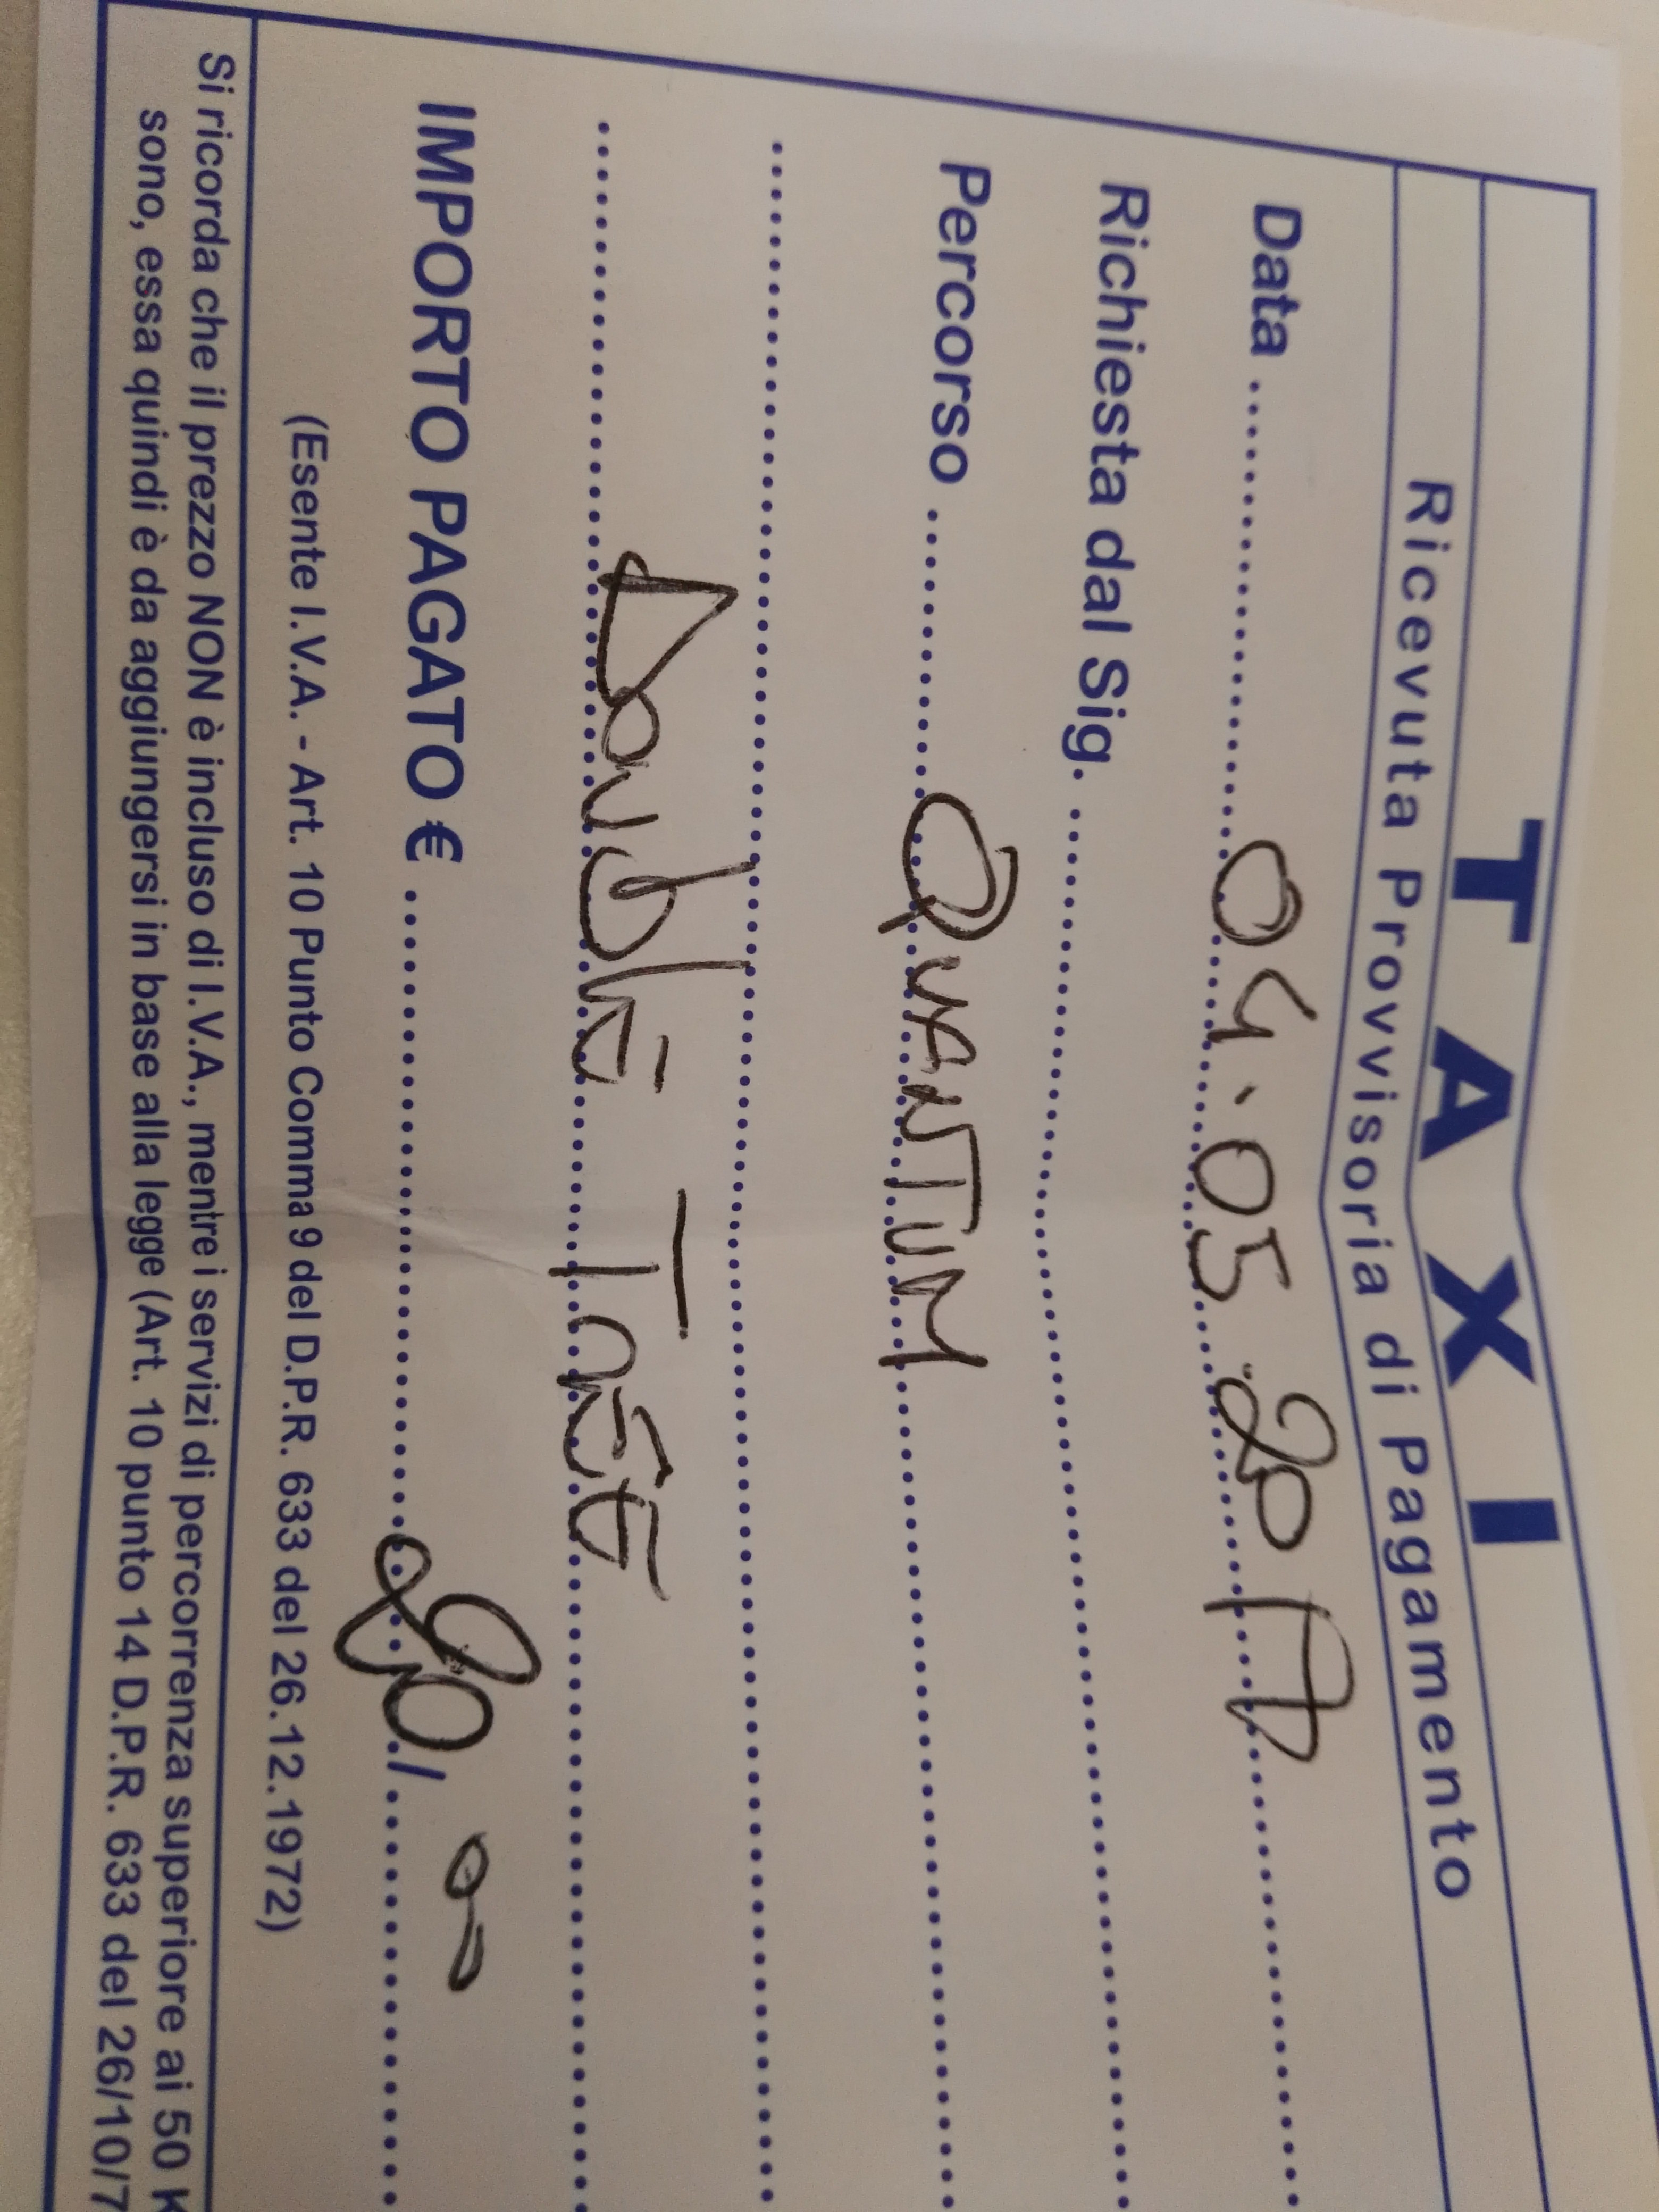 TAXI
Ricevuta Provvisoria di Pagamento
Data ........ 04.05.2017 ........
Richiesta dal Sig. ........
Percorso ........ QUANTUM ........
........
........ DOUBLE TREE ........
IMPORTO PAGATO € ........ 80,00 ........
(Esente I.V.A. - Art. 10 Punto Comma 9 del D.P.R. 633 del 26.12.1972)
Si ricorda che il prezzo NON è incluso di I.V.A., mentre i servizi di percorrenza superiore ai 50 K
sono, essa quindi è da aggiungersi in base alla legge (Art. 10 punto 14 D.P.R. 633 del 26/10/7